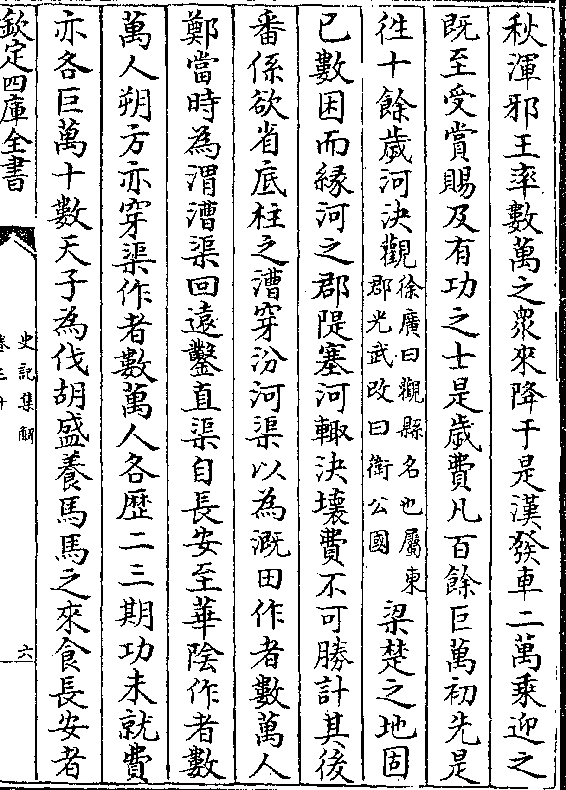 秋渾邪王率數萬之衆來降于是漢發車二萬乘迎之
既至受賞賜及有功之士是歲費凡百餘巨萬初先是
徃十餘歲河決觀徐廣曰觀縣名也屬東郡光武改曰衛公國梁楚之地固
已數困而縁河之郡隄塞河輙決壊費不可勝計其後
番係欲省底柱之漕穿汾河渠以為溉田作者數萬人
鄭當時為渭漕渠回逺鑿直渠自長安至華隂作者數
萬人朔方亦穿渠作者數萬人各歴二三期功未就費
亦各巨萬十數天子為伐胡盛養馬馬之來食長安者
欽定四庫全書
史記集解
卷三十
六